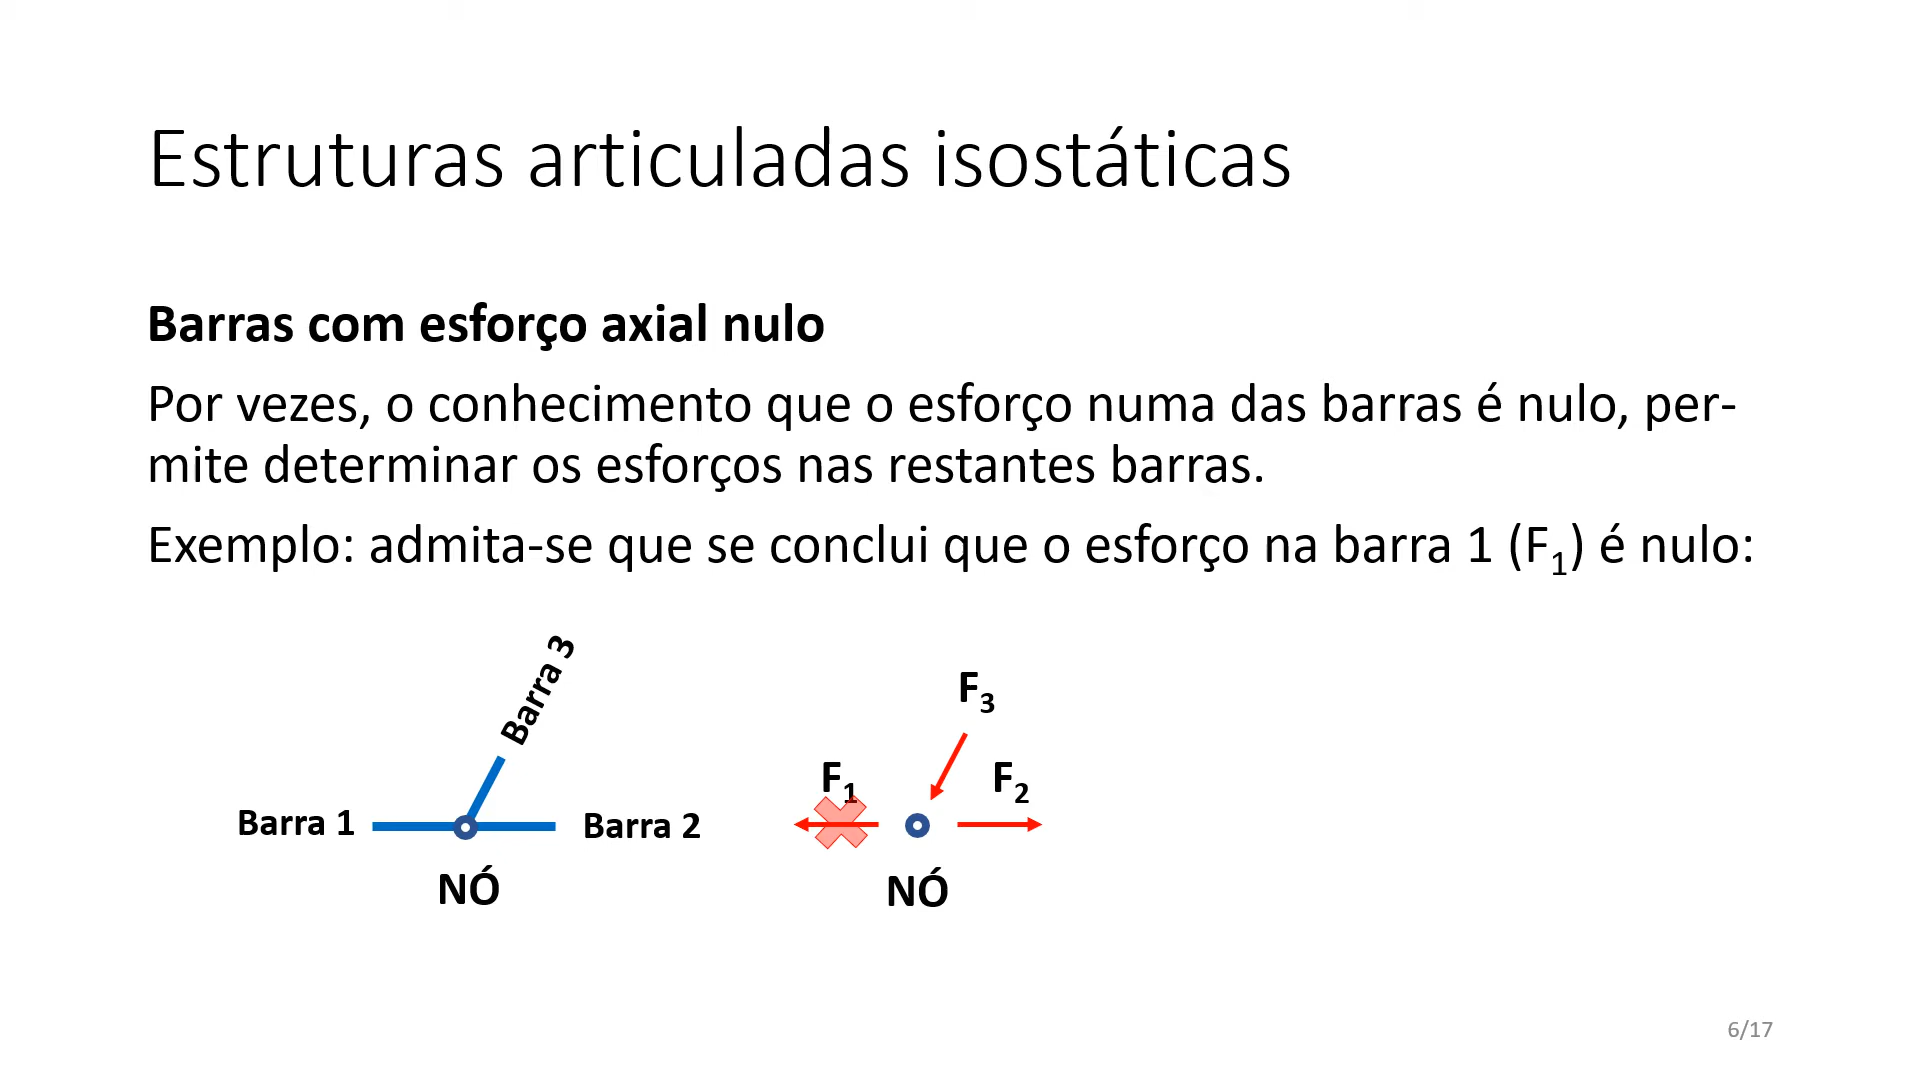 Estruturas articuladas isostáticas
Barras com esforço axial nulo
Por vezes, o conhecimento que o esforço numa das barras é nulo, per-
mite determinar os esforços nas restantes barras.
Exemplo: admita-se que se conclui que o esforço na barra 1 (F₁) é nulo:
Barra 3
Barra 1
Barra 2
NÓ
F₃
F₁
F₂
NÓ
6/17